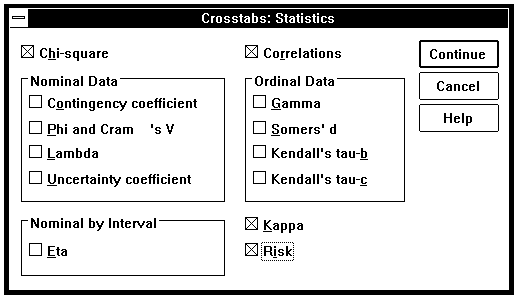 Crosstabs: Statistics
Chi-square
Correlations
Continue
Cancel
Help
Nominal Data
Contingency coefficient
Phi and Cram 's V
Lambda
Uncertainty coefficient
Ordinal Data
Gamma
Somers' d
Kendall's tau-b
Kendall's tau-c
Nominal by Interval
Eta
Kappa
Risk